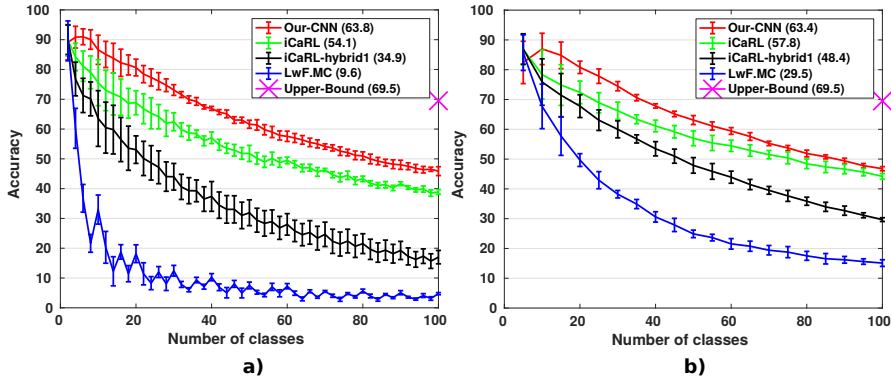 Our-CNN (63.8)
iCaRL (54.1)
iCaRL-hybrid1 (34.9)
LwF.MC (9.6)
Upper-Bound (69.5)
100
90
80
70
60
50
40
30
20
10
0
Accuracy
0 20 40 60 80 100
Number of classes
a)
Our-CNN (63.4)
iCaRL (57.8)
iCaRL-hybrid1 (48.4)
LwF.MC (29.5)
Upper-Bound (69.5)
100
90
80
70
60
50
40
30
20
10
0
Accuracy
0 20 40 60 80 100
Number of classes
b)